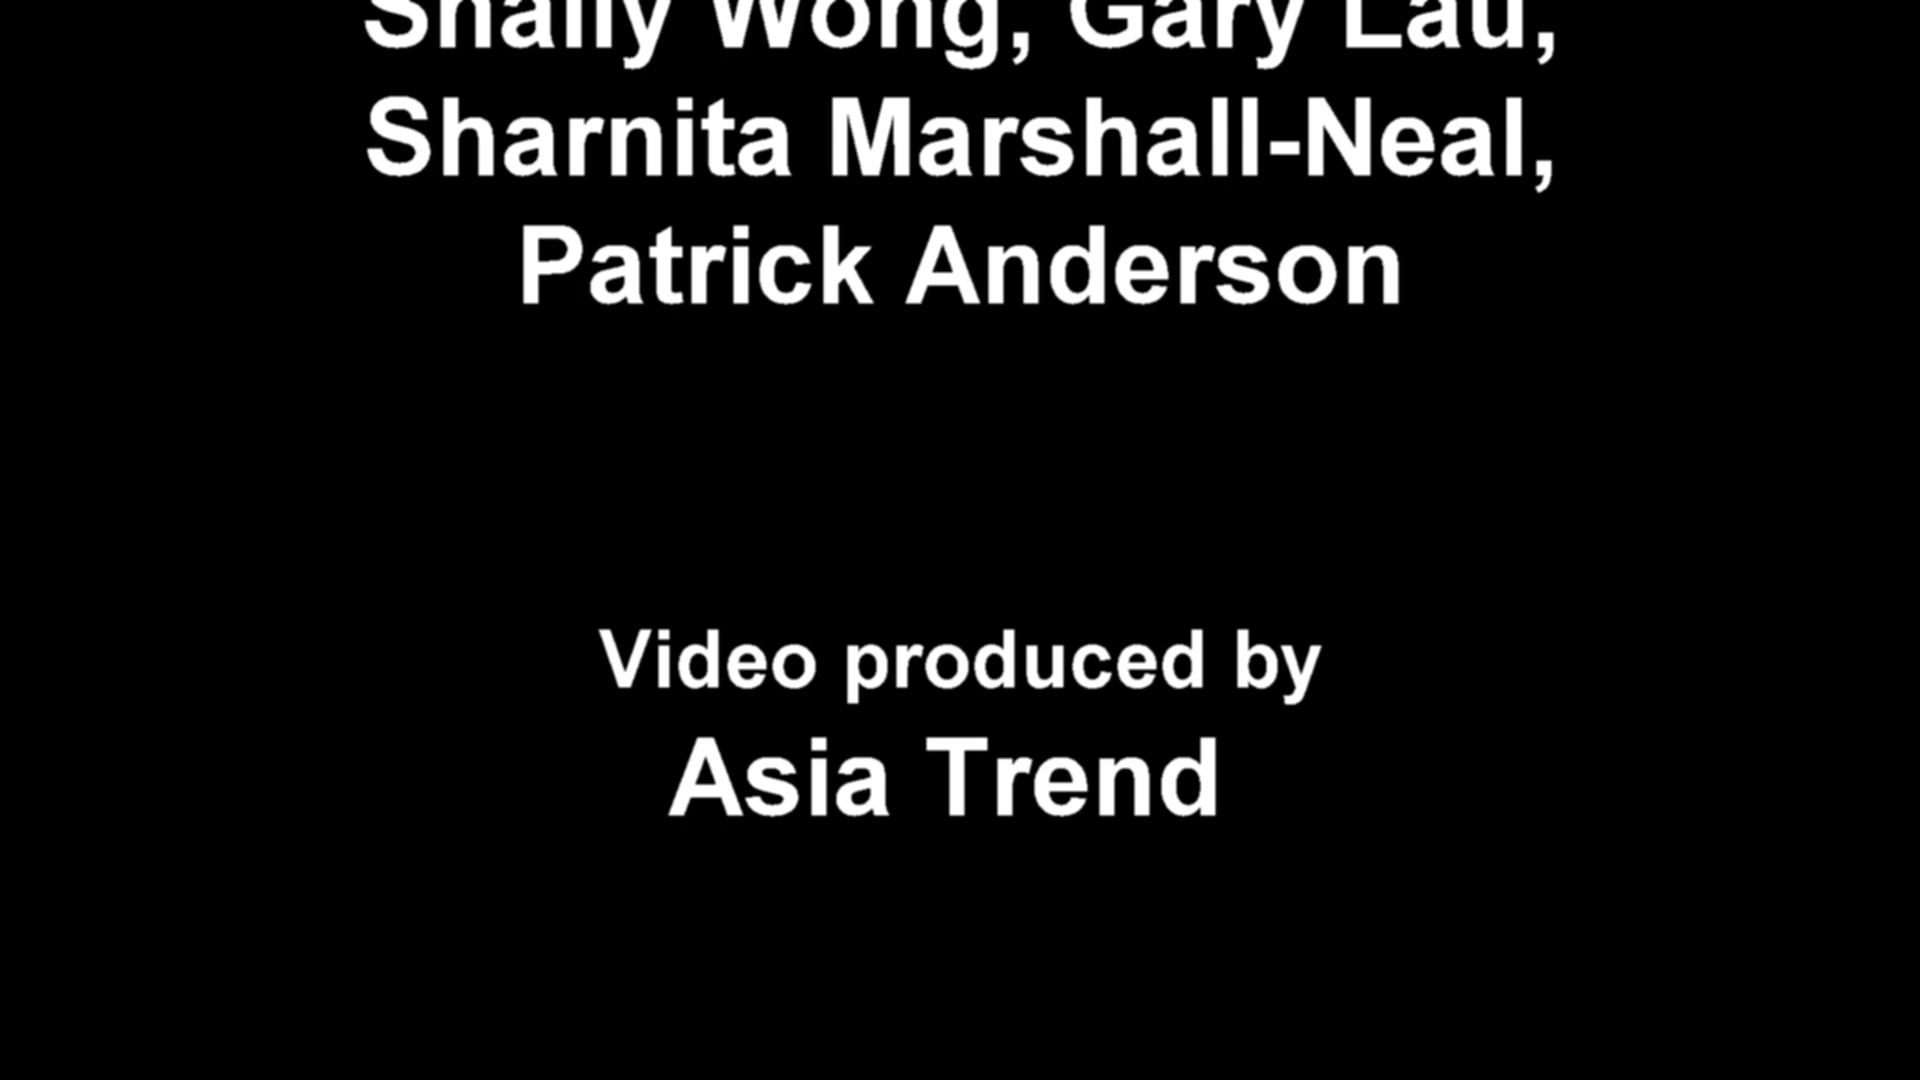 Shally Wong, Gary Lau,
Sharnita Marshall-Neal,
Patrick Anderson
Video produced by
Asia Trend